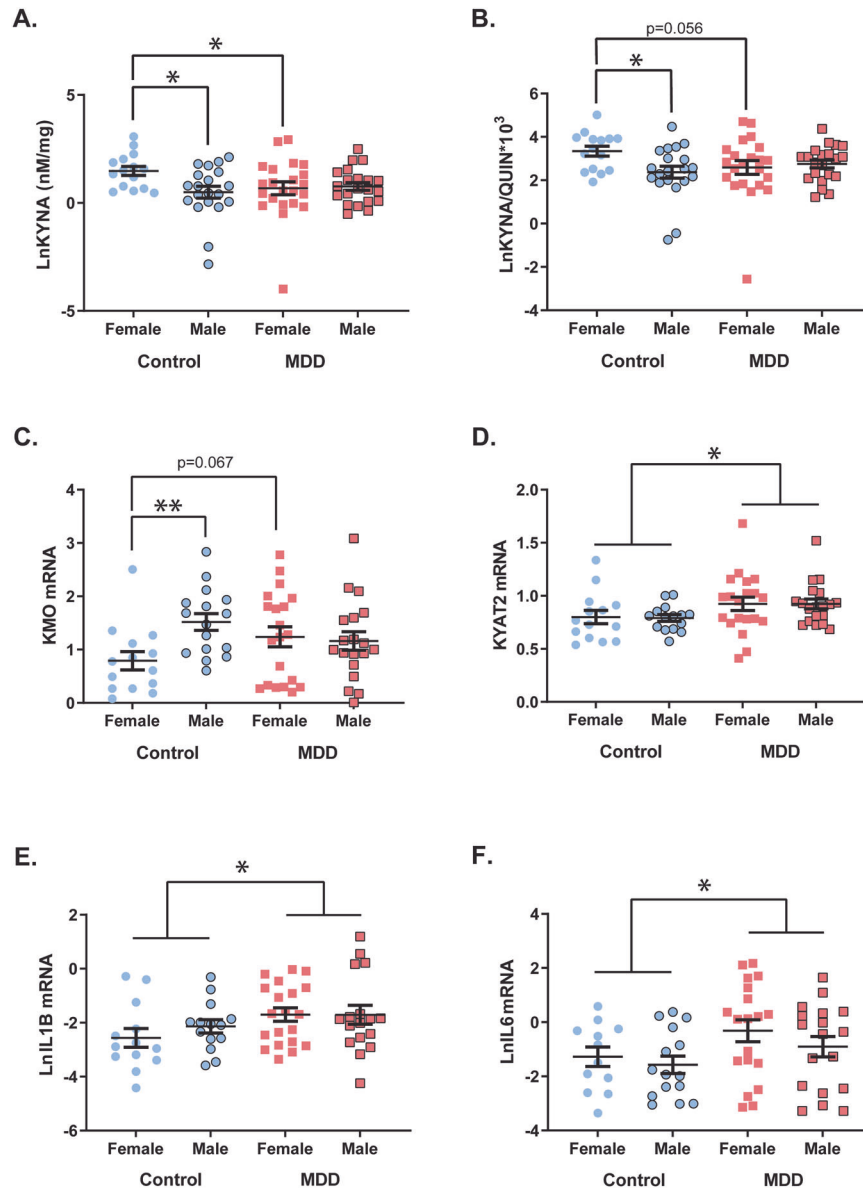 A.
*
*
LnKYNA (nM/mg)
5
0
-5
Female Male Female Male
Control MDD
B.
p=0.056
*
LnKYNA/QUIN*10^3
6
4
2
0
-2
-4
Female Male Female Male
Control MDD
C.
p=0.067
**
KMO mRNA
4
3
2
1
0
Female Male Female Male
Control MDD
D.
*
KYAT2 mRNA
2.0
1.5
1.0
0.5
0.0
Female Male Female Male
Control MDD
E.
*
LnIL1B mRNA
2
0
-2
-4
-6
Female Male Female Male
Control MDD
F.
*
LnIL6 mRNA
4
2
0
-2
-4
Female Male Female Male
Control MDD